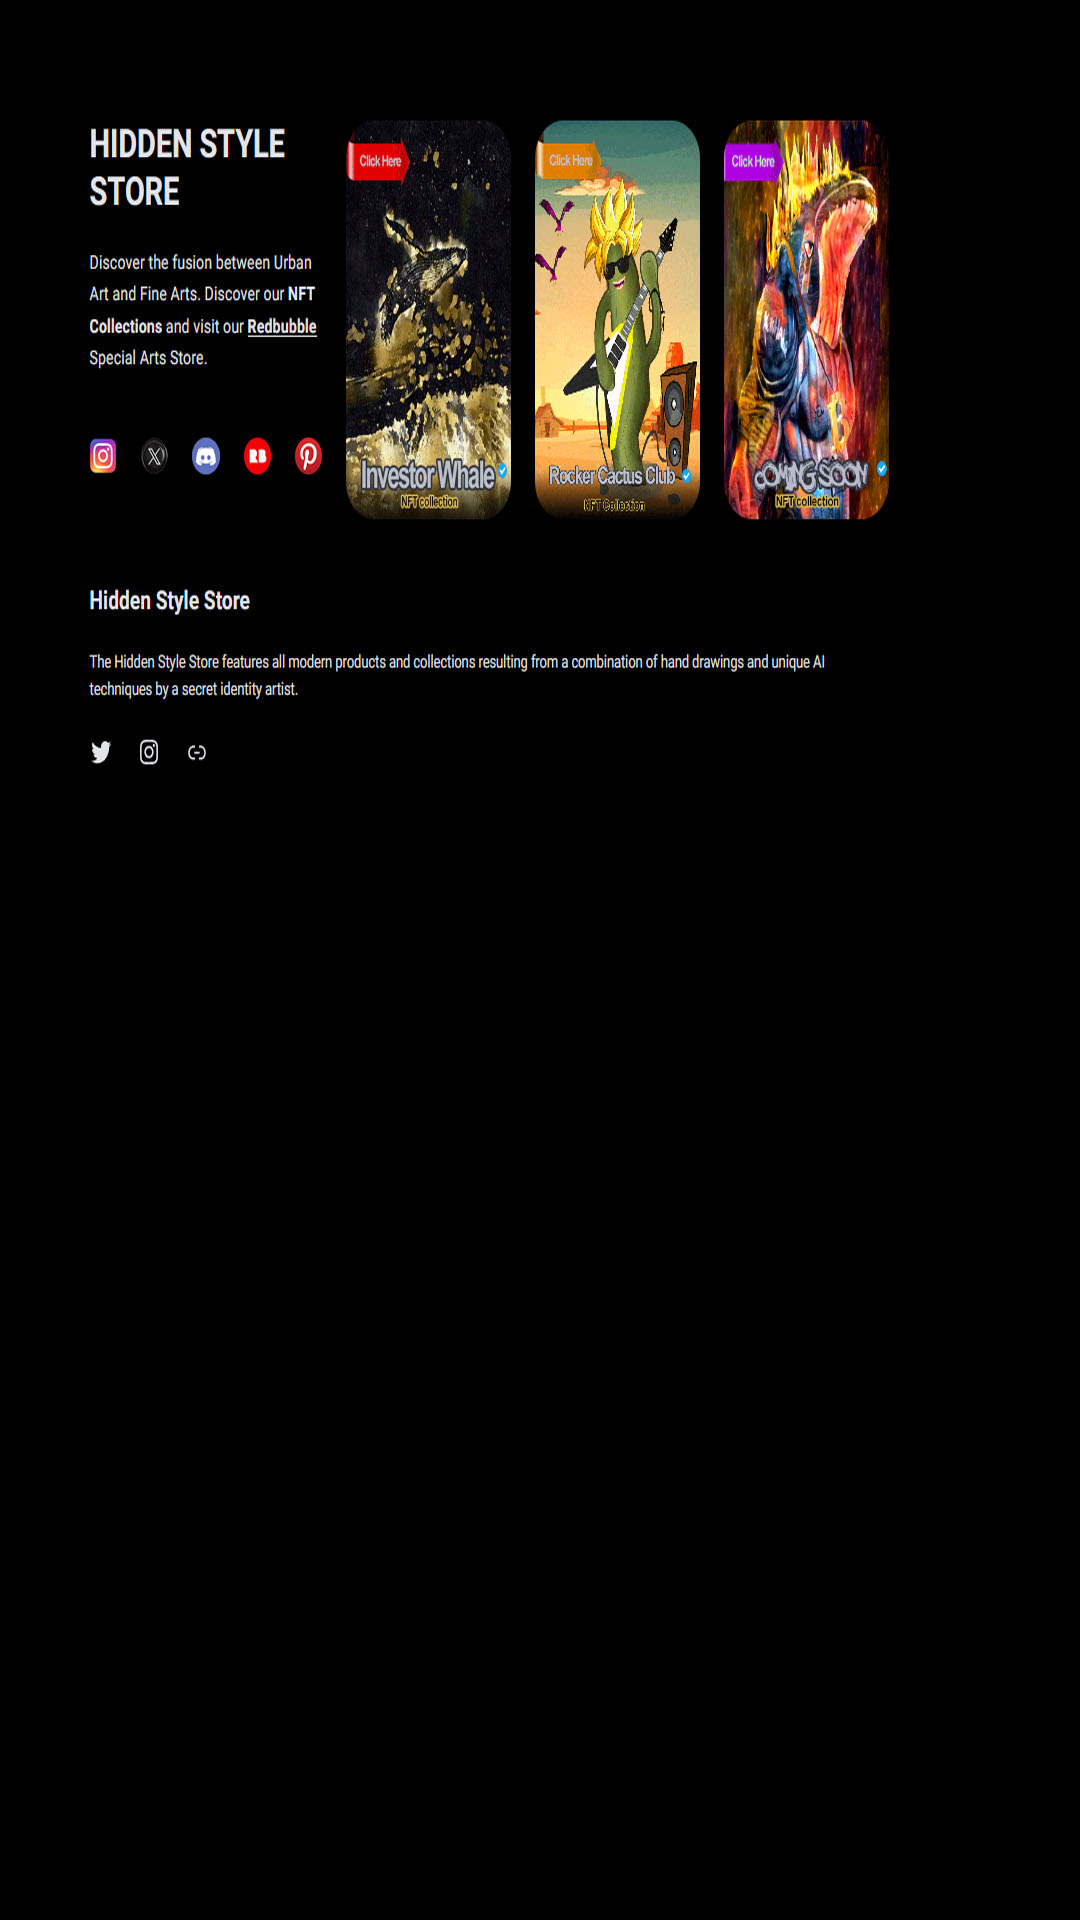 HIDDEN STYLE
STORE
Discover the fusion between Urban
Art and Fine Arts. Discover our NFT
Collections and visit our Redbubble
Special Arts Store.
Click Here
Investor Whale
NFT collection
Click Here
Rocker Cactus Club
NFT Collection
Click Here
COMING SOON
NFT collection
Hidden Style Store
The Hidden Style Store features all modern products and collections resulting from a combination of hand drawings and unique AI
techniques by a secret identity artist.